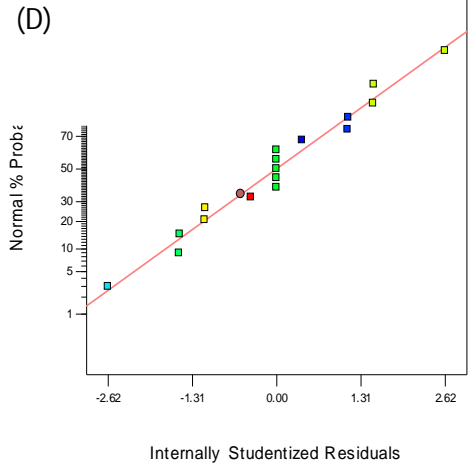 (D)
Normal % Proba
70
50
30
20
10
5
1
-2.62 -1.31 0.00 1.31 2.62
Internally Studentized Residuals